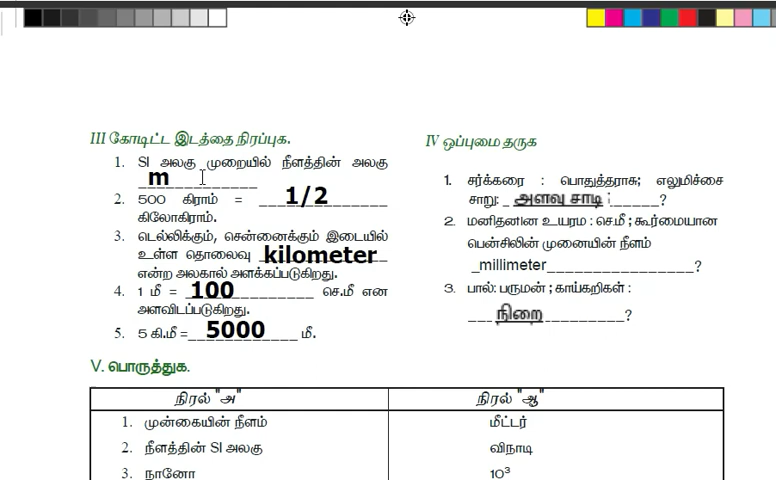 III கோடிட்ட இடத்தை நிரப்புக.
1. SI அலகு முறையில் நீளத்தின் அலகு
m
2. 500 கிராம் = 1/2
கிலோகிராம்.
3. டெல்லிக்கும், சென்னைக்கும் இடையில்
உள்ள தொலைவு kilometer
என்ற அலகால் அளக்கப்படுகிறது.
4. 1 மீ = 100 செ.மீ என
அளவிடப்படுகிறது.
5. 5 கி.மீ = 5000 மீ.
IV ஒப்புமை தருக
1. சர்க்கரை : பொதுத்தராசு; எலுமிச்சை
சாறு: அளவு சாடி ?
2. மனிதனின் உயரம் : செ.மீ ; கூர்மையான
பென்சிலின் முனையின் நீளம்
_millimeter________________?
3. பால்: பருமன் ; காய்கறிகள் :
நிறை ?
V. பொருத்துக.
நிரல் "அ" நிரல் "ஆ"
1. முன்கையின் நீளம் மீட்டர்
2. நீளத்தின் SI அலகு விநாடி
3. நானோ 10³